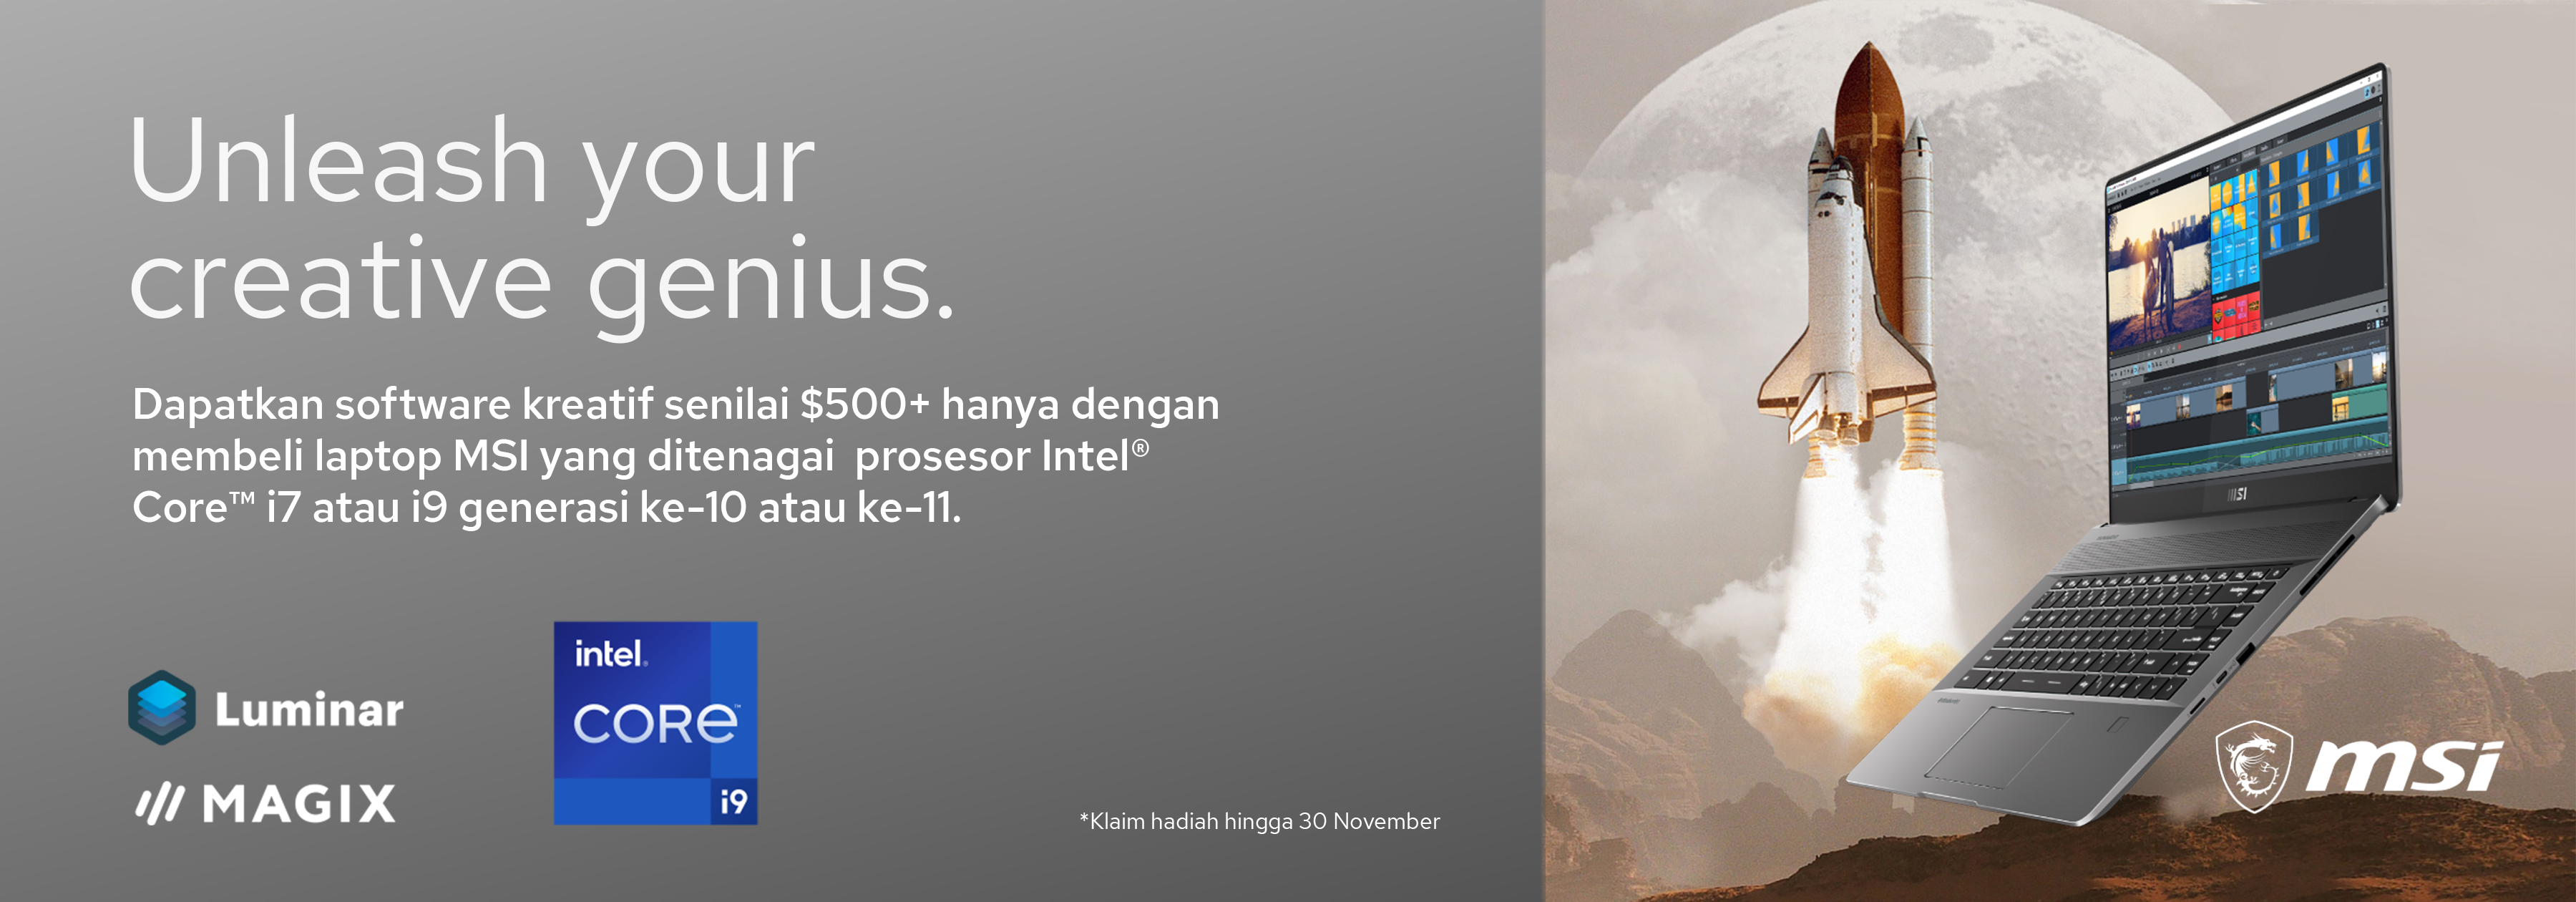 Unleash your
creative genius.
Dapatkan software kreatif senilai $500+ hanya dengan
membeli laptop MSI yang ditenagai  prosesor Intel®
Core™ i7 atau i9 generasi ke-10 atau ke-11.
Luminar
MAGIX
intel®
CORE™
i9
*Klaim hadiah hingga 30 November
msi
msi